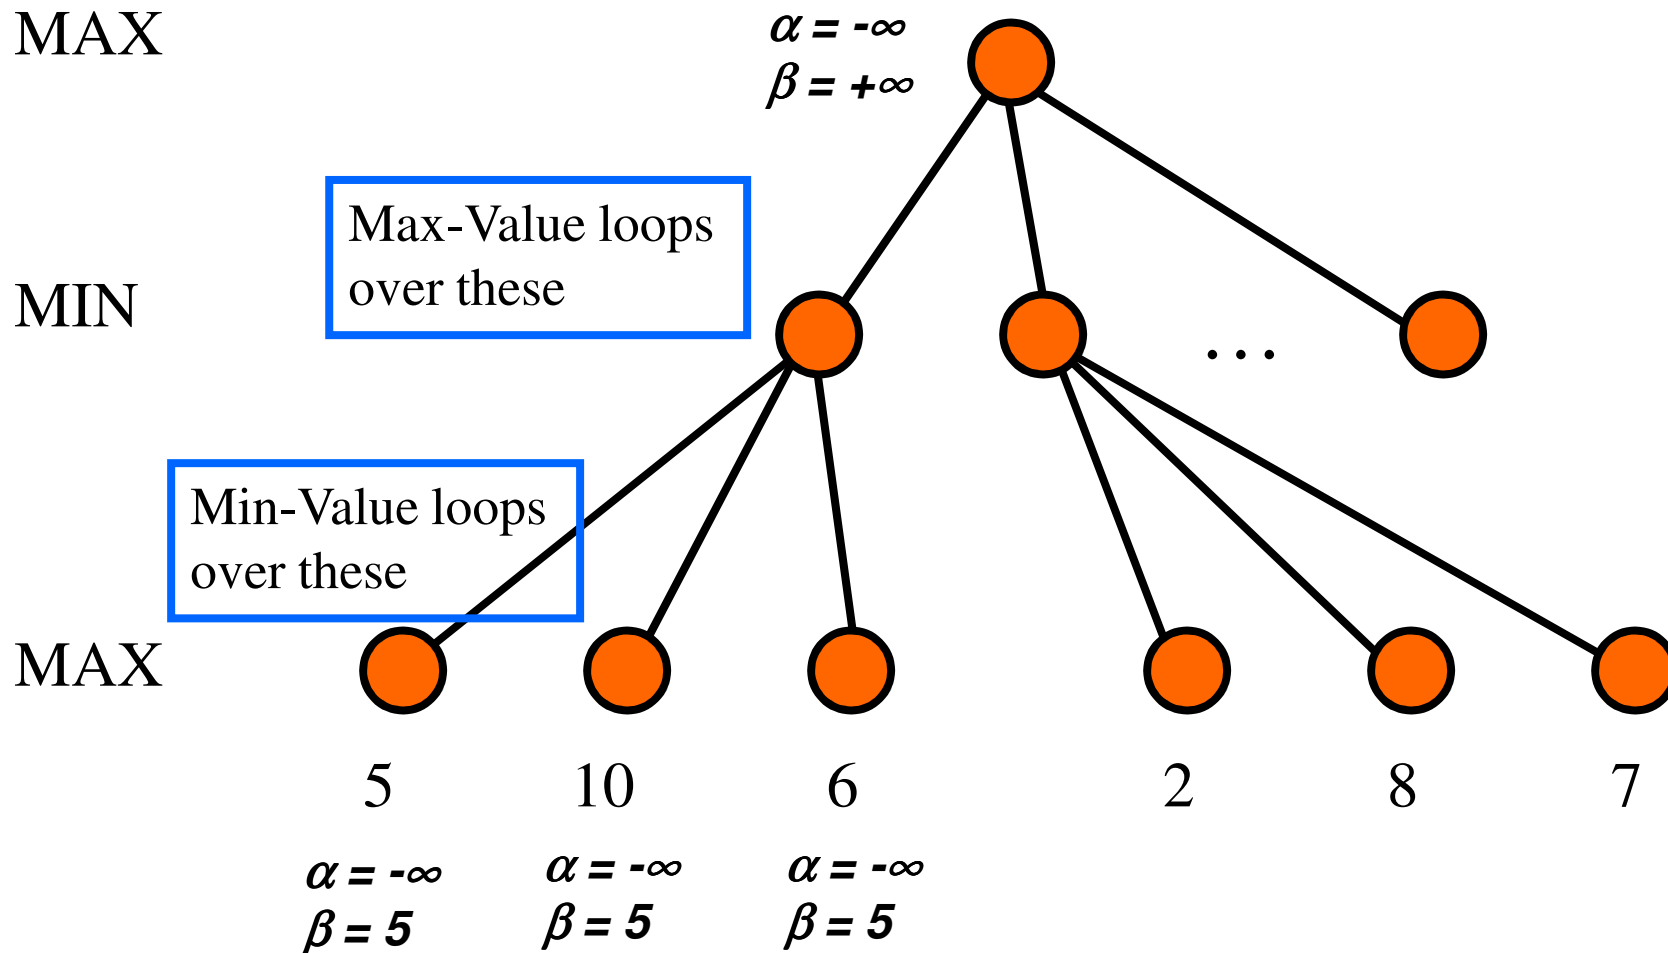 MAX
α = -∞
β = +∞
Max-Value loops
over these
MIN
...
Min-Value loops
over these
MAX
5 10 6 2 8 7
α = -∞ α = -∞ α = -∞
β = 5 β = 5 β = 5